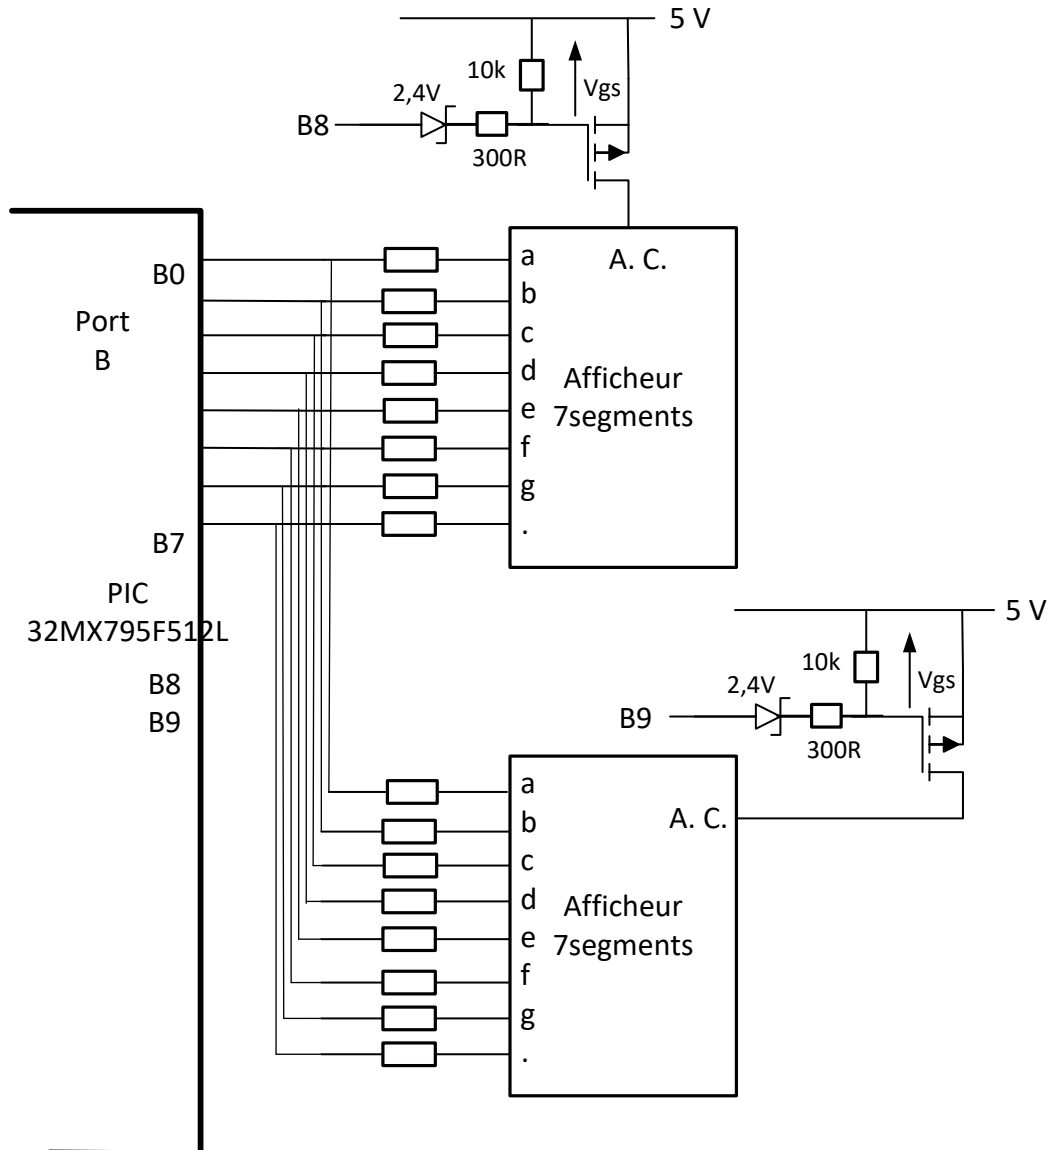 5 V
10k
Vgs
2,4V
B8
300R
A. C.
a
b
c
d
e
f
g
.
Afficheur
7segments
B0
Port
B
B7
PIC
32MX795F512L
B8
B9
5 V
10k
Vgs
2,4V
B9
300R
A. C.
a
b
c
d
e
f
g
.
Afficheur
7segments